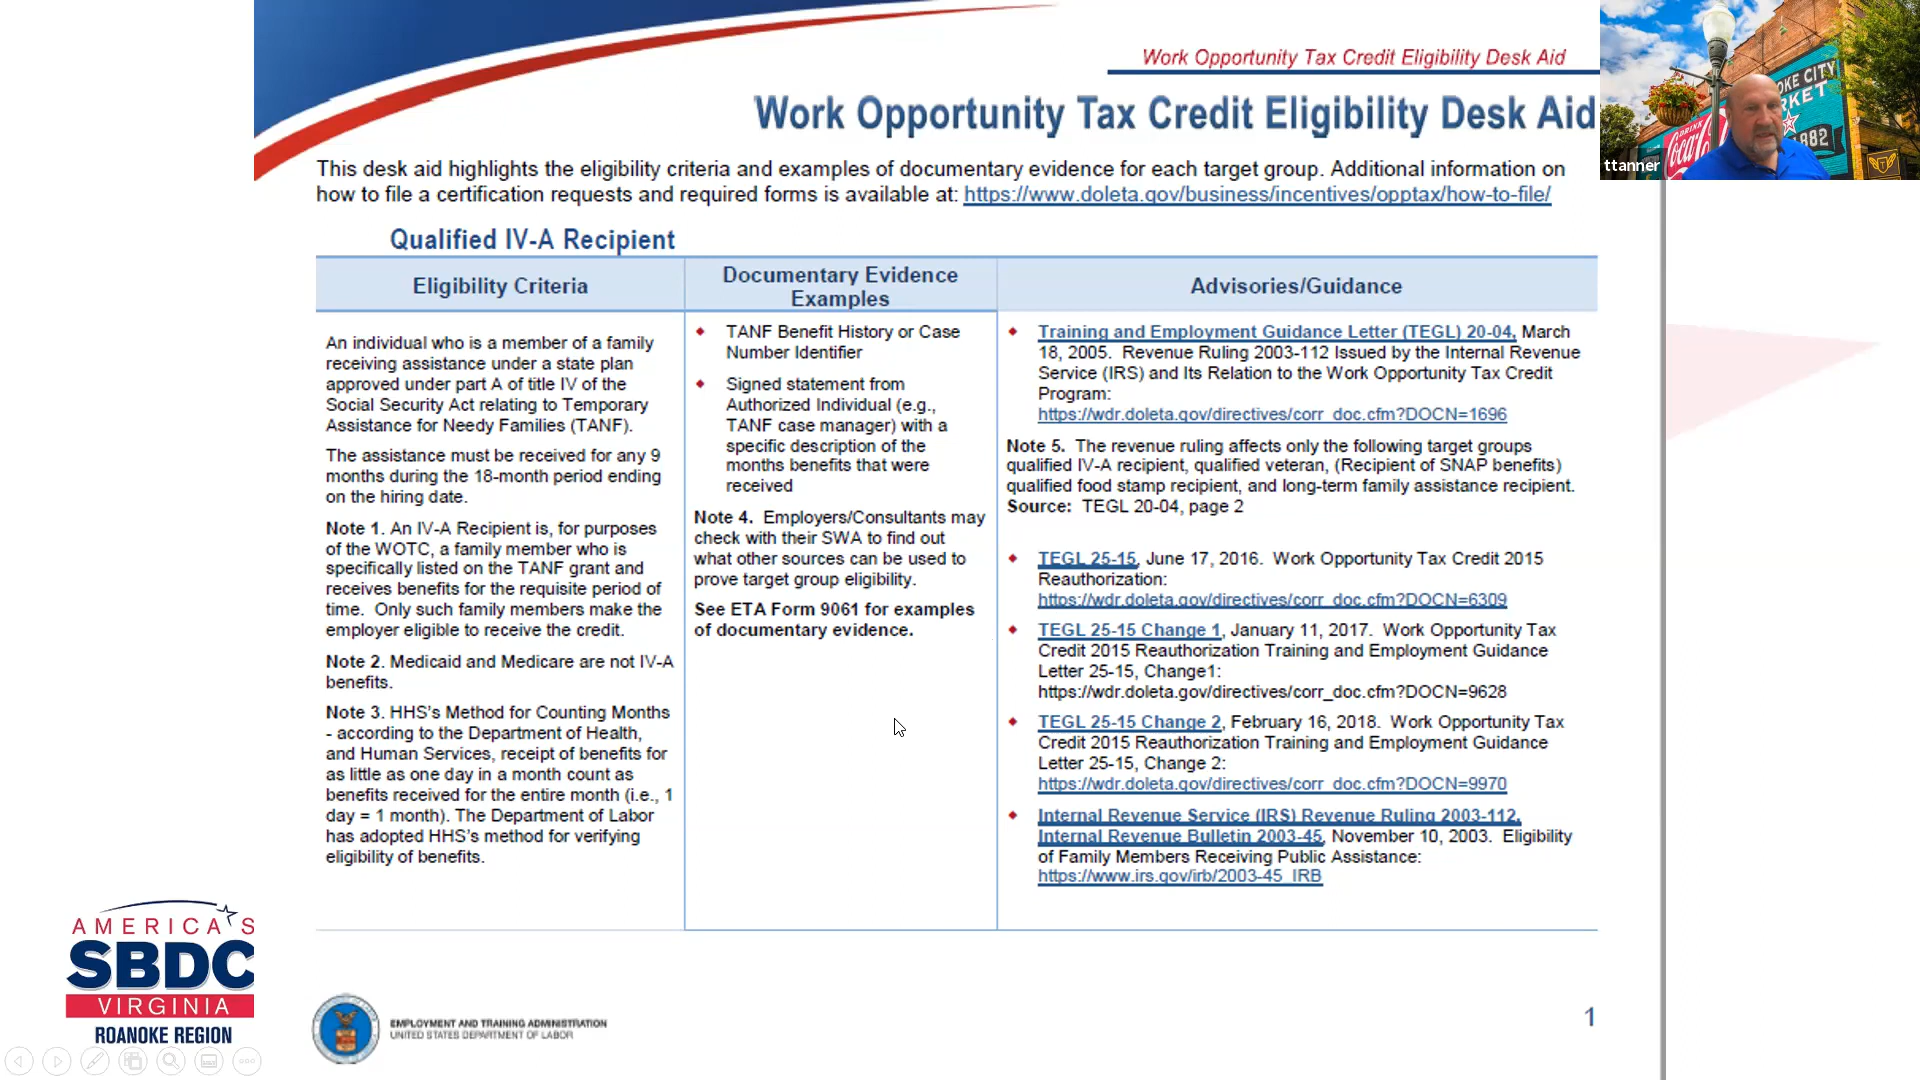 Work Opportunity Tax Credit Eligibility Desk Aid
Work Opportunity Tax Credit Eligibility Desk Aid
This desk aid highlights the eligibility criteria and examples of documentary evidence for each target group. Additional information on
how to file a certification requests and required forms is available at: https://www.doleta.gov/business/incentives/opptax/how-to-file/
Qualified IV-A Recipient
Eligibility Criteria
An individual who is a member of a family
receiving assistance under a state plan
approved under part A of title IV of the
Social Security Act relating to Temporary
Assistance for Needy Families (TANF).
The assistance must be received for any 9
months during the 18-month period ending
on the hiring date.
Note 1. An IV-A Recipient is, for purposes
of the WOTC, a family member who is
specifically listed on the TANF grant and
receives benefits for the requisite period of
time. Only such family members make the
employer eligible to receive the credit.
Note 2. Medicaid and Medicare are not IV-A
benefits.
Note 3. HHS's Method for Counting Months
- according to the Department of Health,
and Human Services, receipt of benefits for
as little as one day in a month count as
benefits received for the entire month (i.e., 1
day = 1 month). The Department of Labor
has adopted HHS's method for verifying
eligibility of benefits.
Documentary Evidence
Examples
TANF Benefit History or Case
Number Identifier
Signed statement from
Authorized Individual (e.g.,
TANF case manager) with a
specific description of the
months benefits that were
received
Note 4. Employers/Consultants may
check with their SWA to find out
what other sources can be used to
prove target group eligibility.
See ETA Form 9061 for examples
of documentary evidence.
Advisories/Guidance
Training and Employment Guidance Letter (TEGL) 20-04, March
18, 2005. Revenue Ruling 2003-112 Issued by the Internal Revenue
Service (IRS) and Its Relation to the Work Opportunity Tax Credit
Program:
https://wdr.doleta.gov/directives/corr_doc.cfm?DOCN=1696
Note 5. The revenue ruling affects only the following target groups
qualified IV-A recipient, qualified veteran, (Recipient of SNAP benefits)
qualified food stamp recipient, and long-term family assistance recipient.
Source: TEGL 20-04, page 2
TEGL 25-15, June 17, 2016. Work Opportunity Tax Credit 2015
Reauthorization:
https://wdr.doleta.gov/directives/corr_doc.cfm?DOCN=6309
TEGL 25-15 Change 1, January 11, 2017. Work Opportunity Tax
Credit 2015 Reauthorization Training and Employment Guidance
Letter 25-15, Change1:
https://wdr.doleta.gov/directives/corr_doc.cfm?DOCN=9628
TEGL 25-15 Change 2, February 16, 2018. Work Opportunity Tax
Credit 2015 Reauthorization Training and Employment Guidance
Letter 25-15, Change 2:
https://wdr.doleta.gov/directives/corr_doc.cfm?DOCN=9970
Internal Revenue Service (IRS) Revenue Ruling 2003-112,
Internal Revenue Bulletin 2003-45, November 10, 2003. Eligibility
of Family Members Receiving Public Assistance:
https://www.irs.gov/irb/2003-45_IRB
AMERICA'S
SBDC
VIRGINIA
ROANOKE REGION
EMPLOYMENT AND TRAINING ADMINISTRATION
UNITED STATES DEPARTMENT OF LABOR
1
OKE CITY
RKET
1882
DRINK
Coca
ttanner